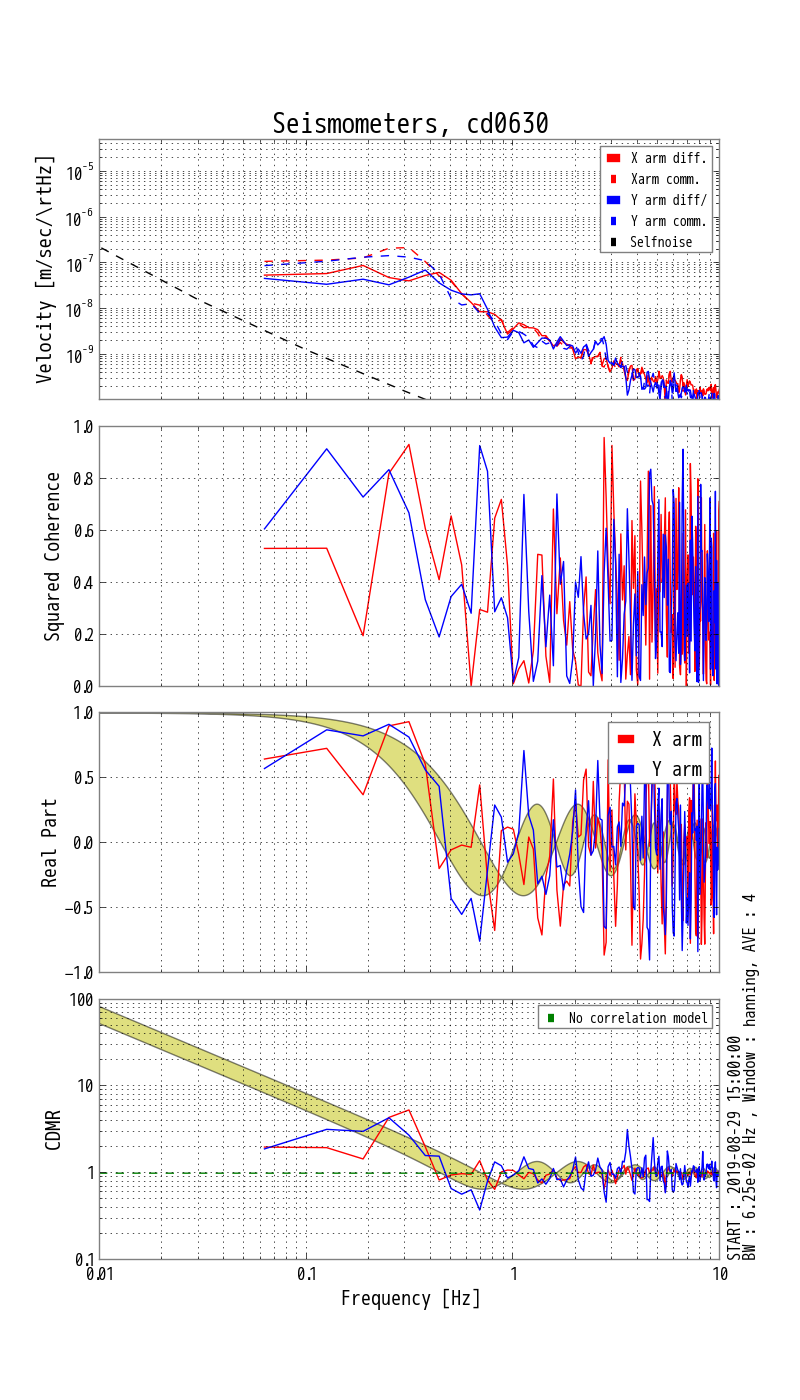 Seismometers, cd0630
Velocity [m/sec/\rtHz]
10^-5
10^-6
10^-7
10^-8
10^-9
X arm diff.
Xarm comm.
Y arm diff/
Y arm comm.
Selfnoise
Squared Coherence
1.0
0.8
0.6
0.4
0.2
0.0
Real Part
1.0
0.5
0.0
−0.5
−1.0
X arm
Y arm
CDMR
100
10
1
0.1
No correlation model
0.01
0.1
1
10
Frequency [Hz]
START : 2019-08-29 15:00:00
BW : 6.25e-02 Hz , Window : hanning, AVE : 4